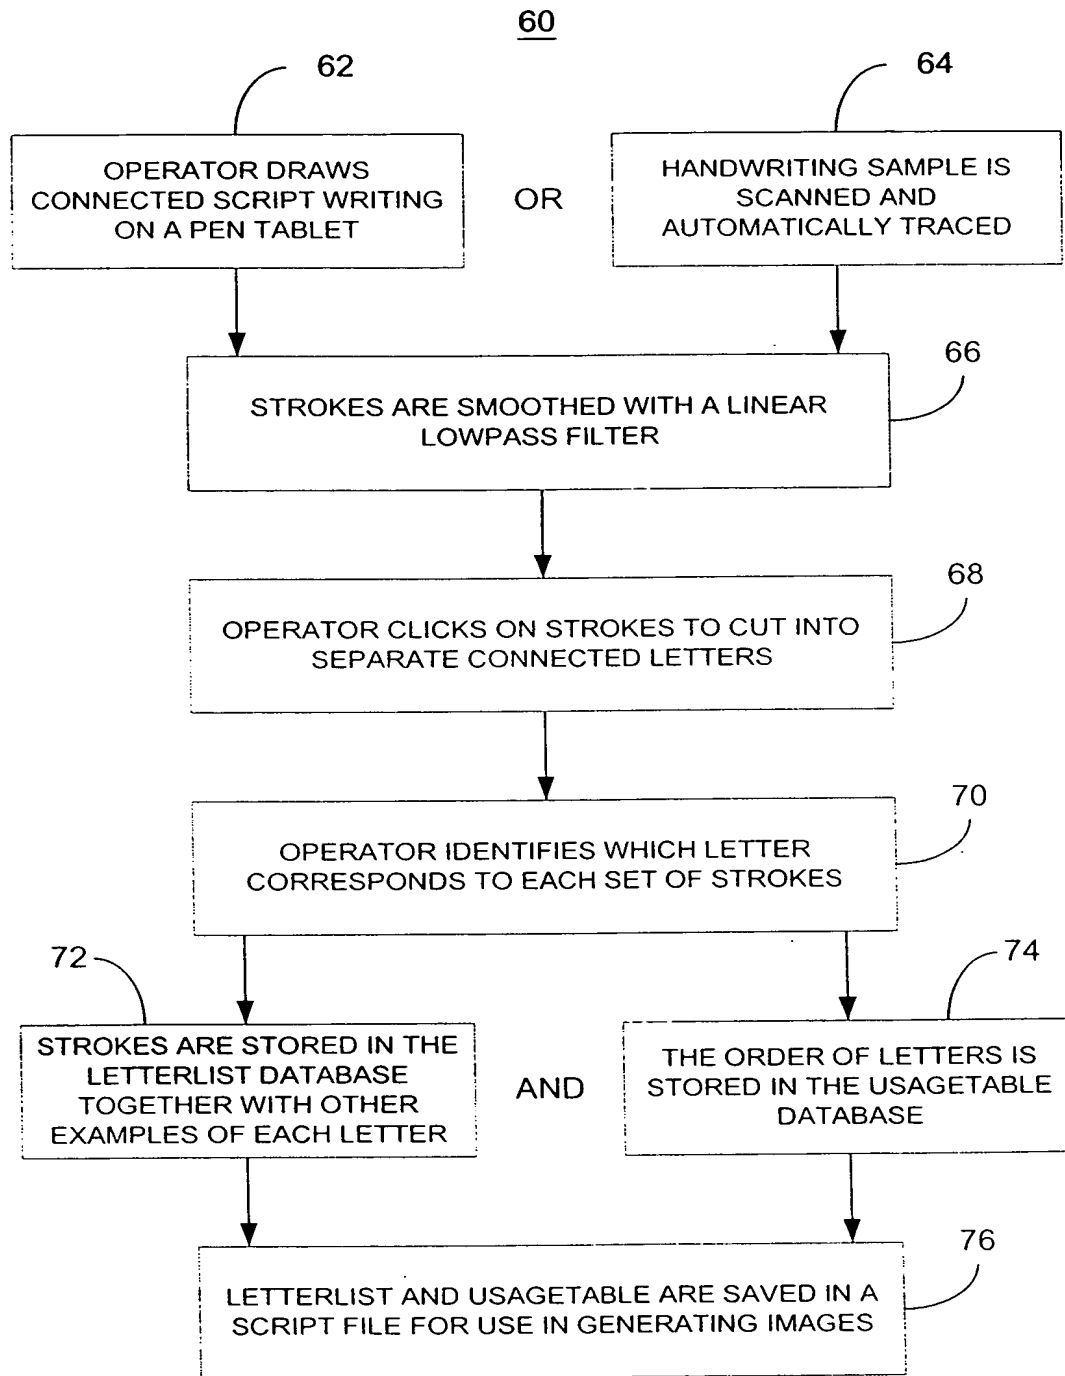 60
62
64
OPERATOR DRAWS
CONNECTED SCRIPT WRITING
ON A PEN TABLET
OR
HANDWRITING SAMPLE IS
SCANNED AND
AUTOMATICALLY TRACED
66
STROKES ARE SMOOTHED WITH A LINEAR
LOWPASS FILTER
68
OPERATOR CLICKS ON STROKES TO CUT INTO
SEPARATE CONNECTED LETTERS
70
OPERATOR IDENTIFIES WHICH LETTER
CORRESPONDS TO EACH SET OF STROKES
72
74
STROKES ARE STORED IN THE
LETTERLIST DATABASE
TOGETHER WITH OTHER
EXAMPLES OF EACH LETTER
AND
THE ORDER OF LETTERS IS
STORED IN THE USAGETABLE
DATABASE
76
LETTERLIST AND USAGETABLE ARE SAVED IN A
SCRIPT FILE FOR USE IN GENERATING IMAGES